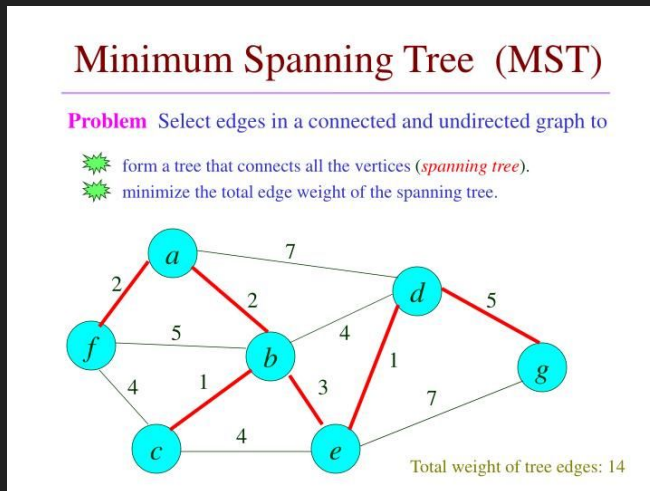 Minimum Spanning Tree (MST)
Problem Select edges in a connected and undirected graph to
form a tree that connects all the vertices (spanning tree).
minimize the total edge weight of the spanning tree.
a
7
2
2
d
5
f
5
4
b
1
g
4
1
3
7
4
c
e
Total weight of tree edges: 14